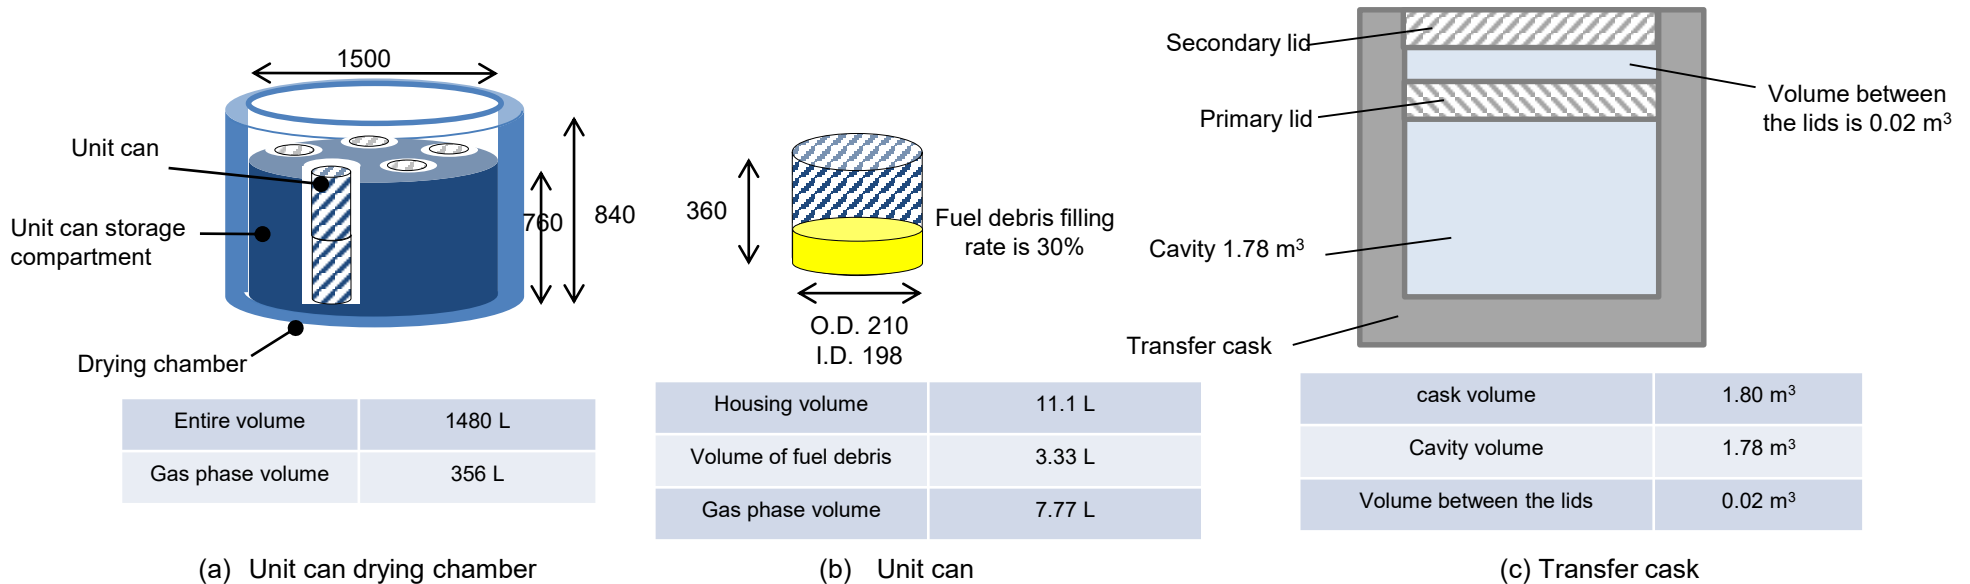 1500
Unit can
Unit can storage
compartment
760
840
Drying chamber
Entire volume 1480 L
Gas phase volume 356 L
(a) Unit can drying chamber
360
Fuel debris filling
rate is 30%
O.D. 210
I.D. 198
Housing volume 11.1 L
Volume of fuel debris 3.33 L
Gas phase volume 7.77 L
(b) Unit can
Secondary lid
Primary lid
Volume between
the lids is 0.02 m³
Cavity 1.78 m³
Transfer cask
cask volume 1.80 m³
Cavity volume 1.78 m³
Volume between the lids 0.02 m³
(c) Transfer cask